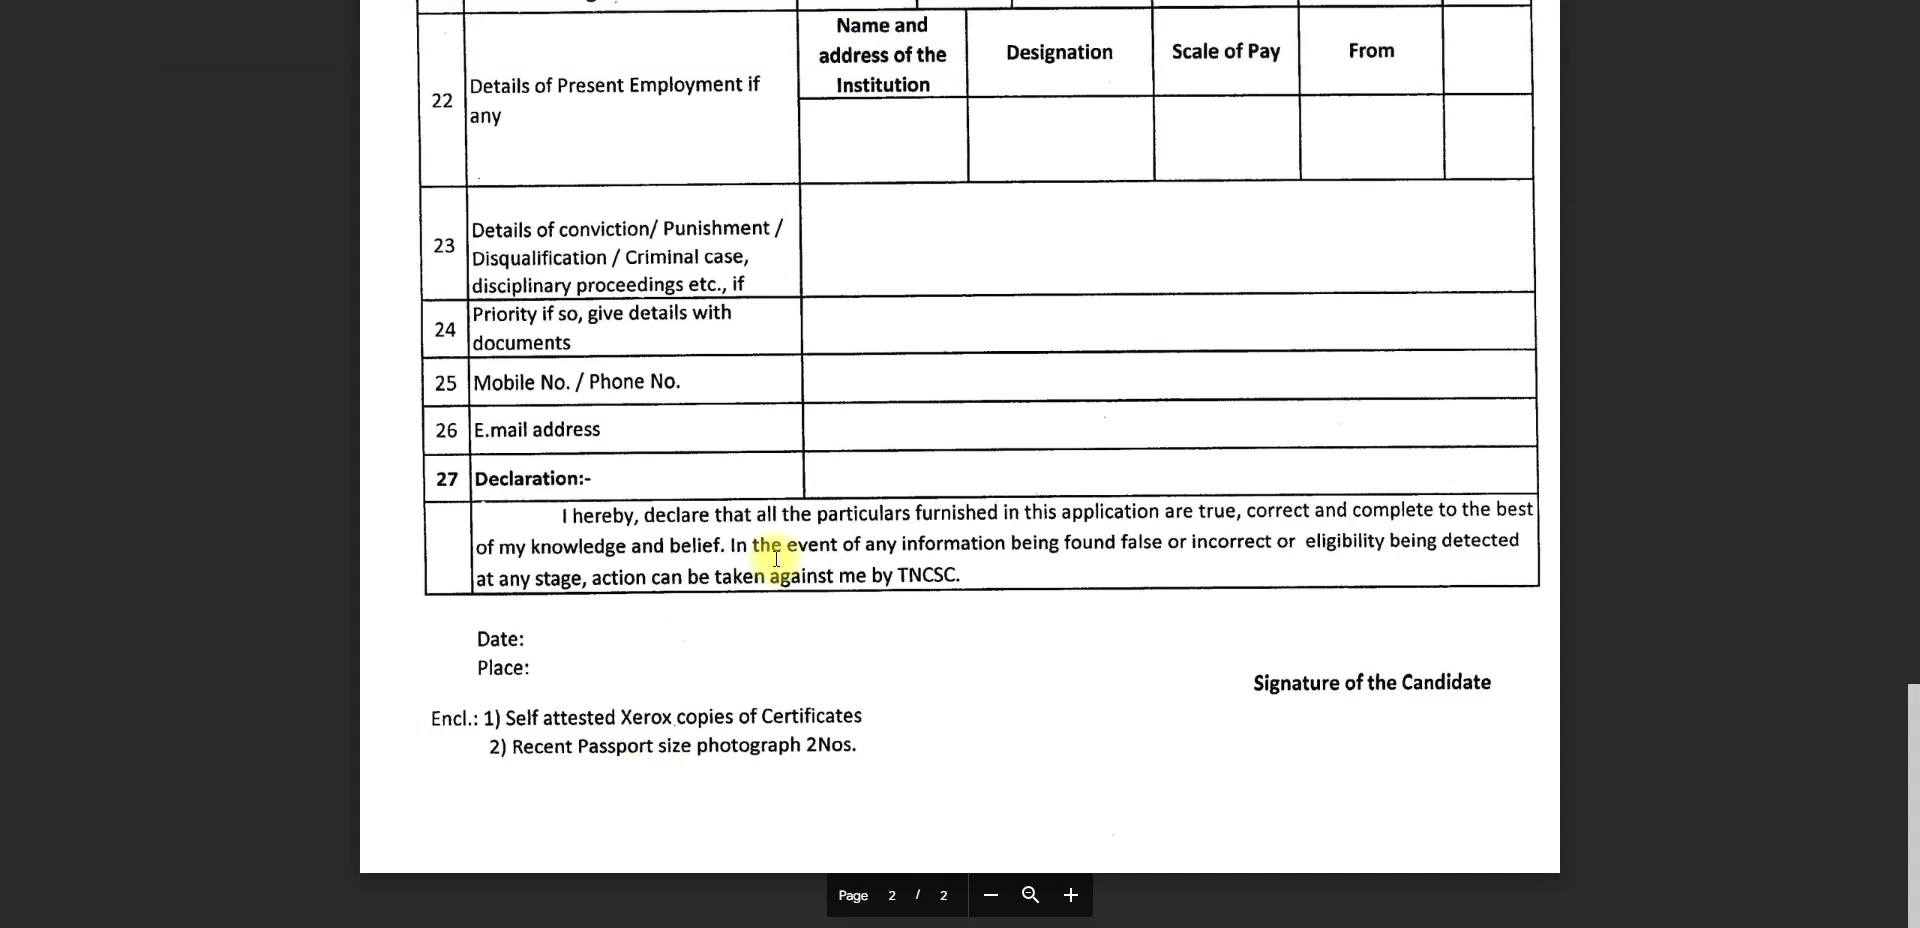 Name and
address of the
Institution
Designation
Scale of Pay
From
22
Details of Present Employment if
any
23
Details of conviction/ Punishment /
Disqualification / Criminal case,
disciplinary proceedings etc., if
24
Priority if so, give details with
documents
25
Mobile No. / Phone No.
26
E.mail address
27
Declaration:-
I hereby, declare that all the particulars furnished in this application are true, correct and complete to the best
of my knowledge and belief. In the event of any information being found false or incorrect or eligibility being detected
at any stage, action can be taken against me by TNCSC.
Date:
Place:
Signature of the Candidate
Encl.: 1) Self attested Xerox copies of Certificates
2) Recent Passport size photograph 2Nos.
Page 2 / 2